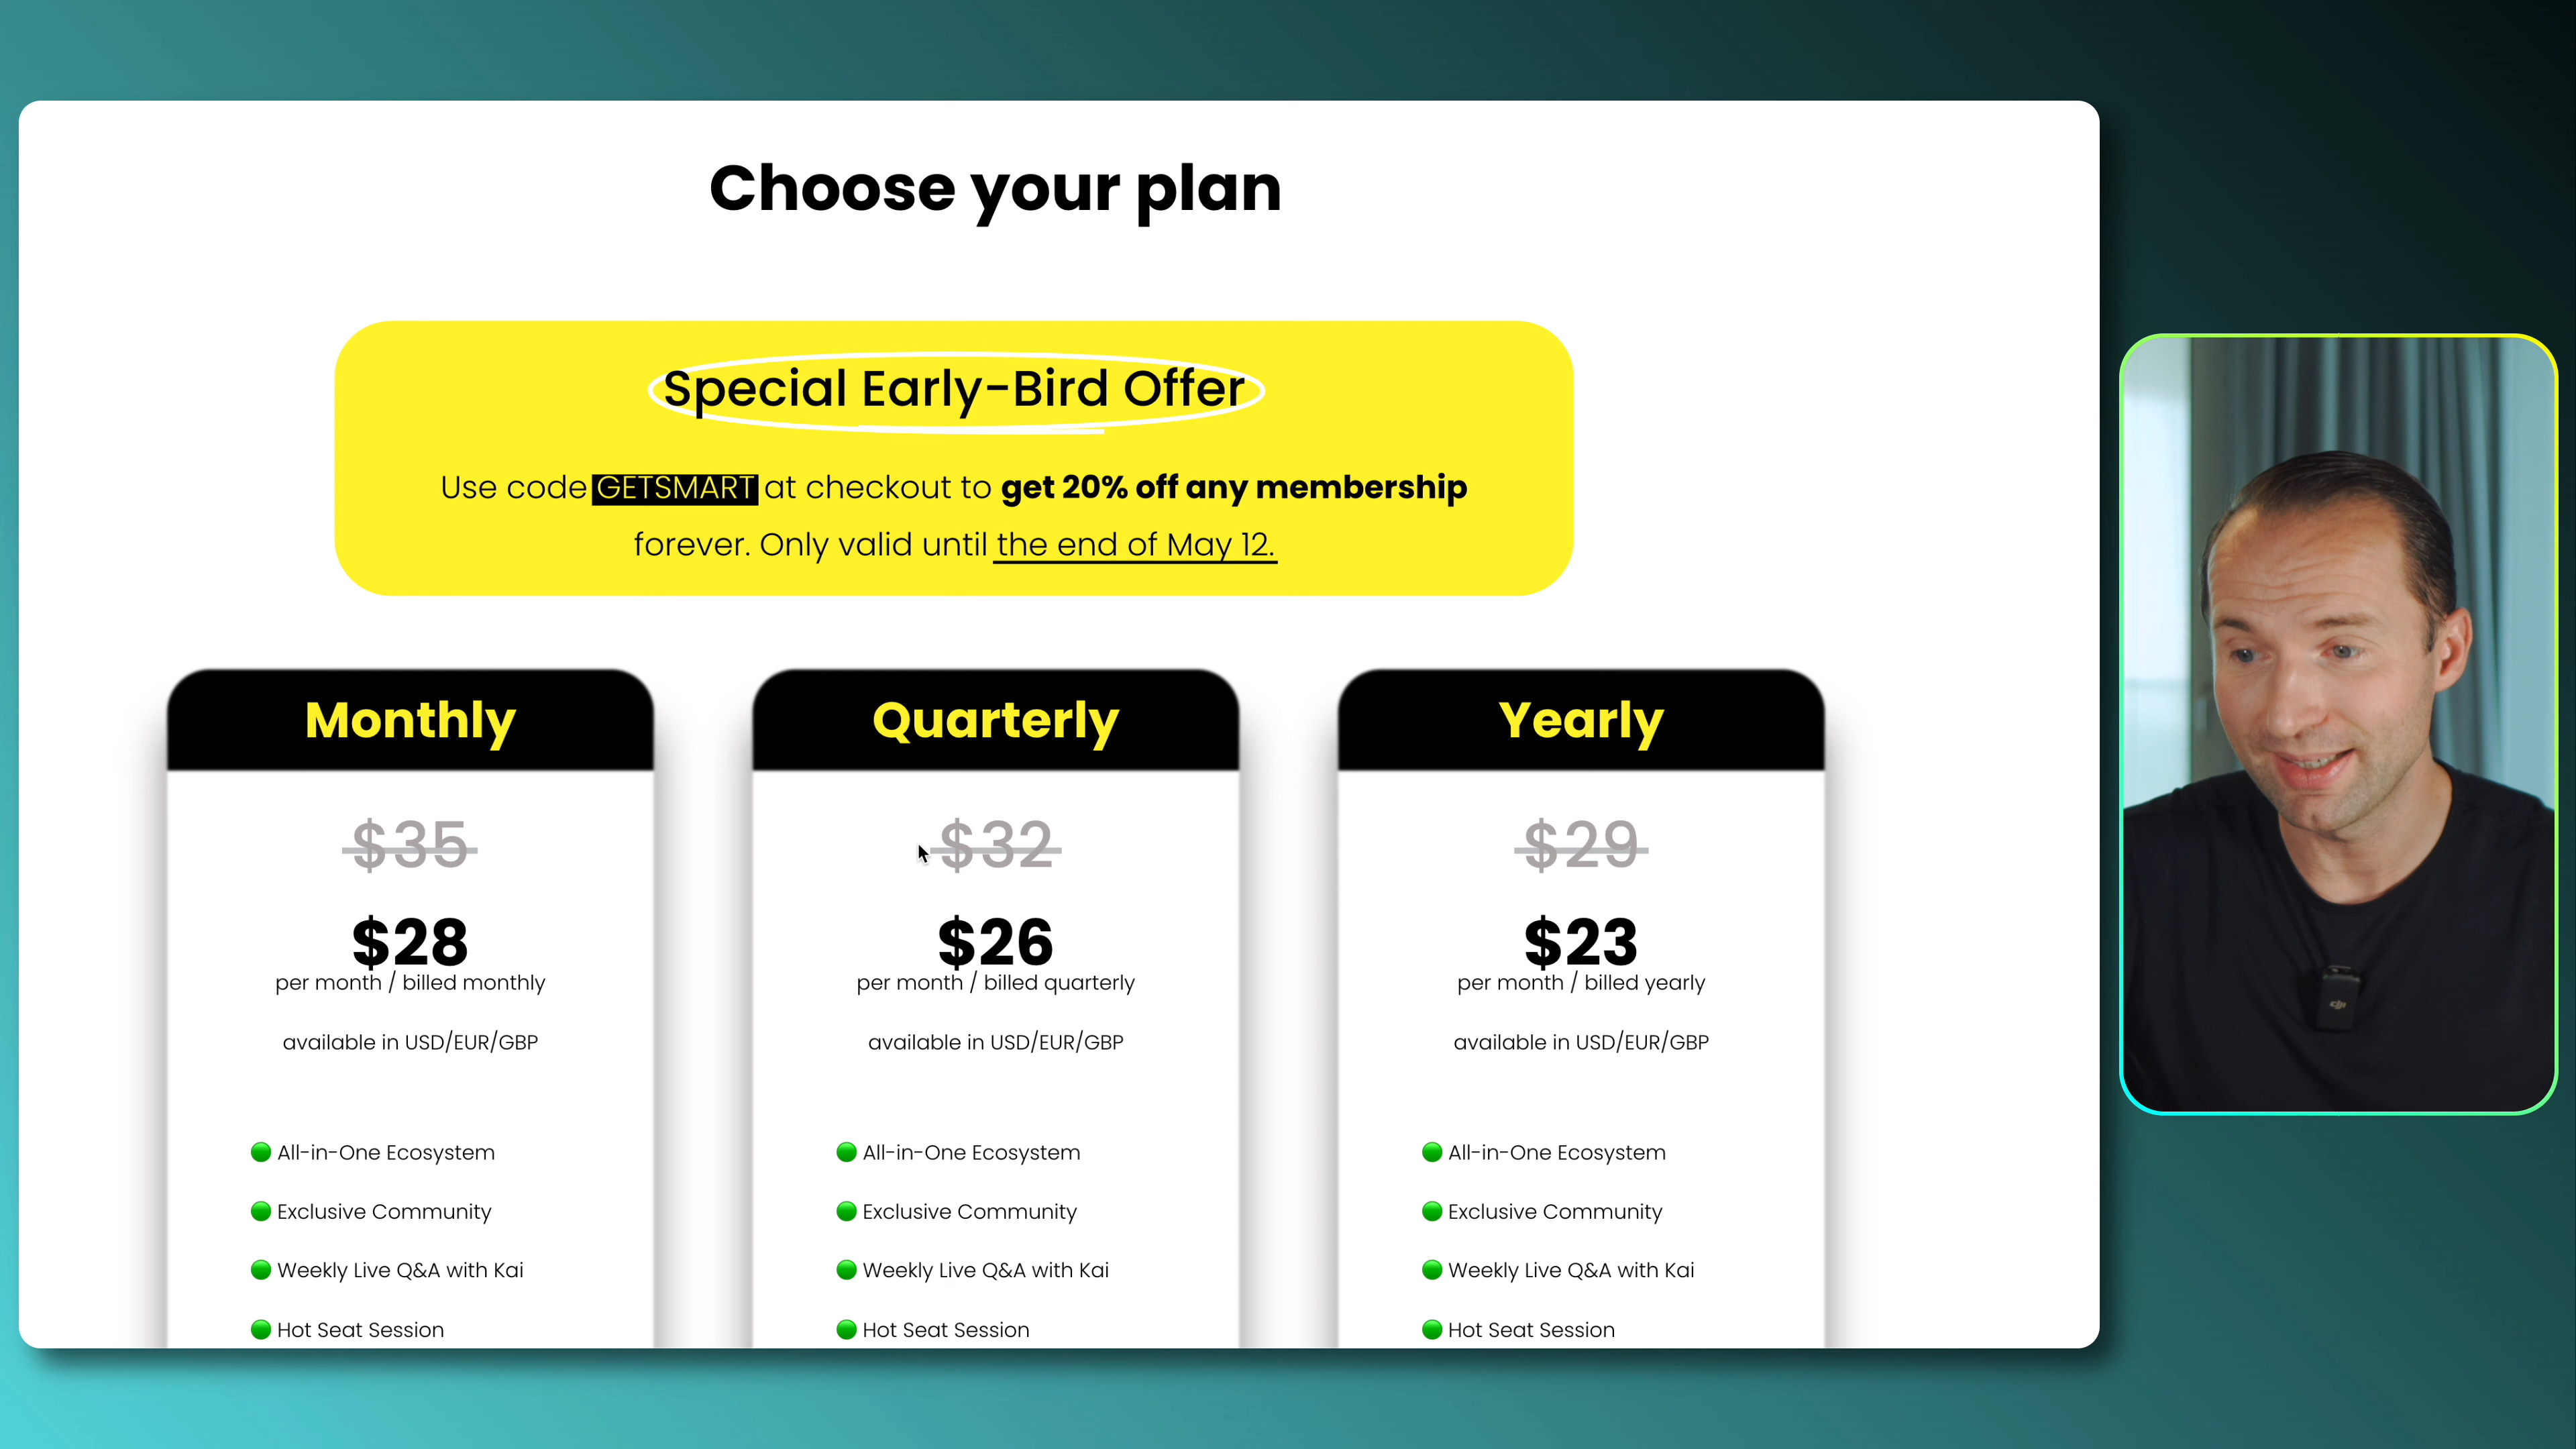 Choose your plan
Special Early-Bird Offer
Use code GETSMART at checkout to get 20% off any membership
forever. Only valid until the end of May 12.
Monthly
$35
$28
per month / billed monthly
available in USD/EUR/GBP
All-in-One Ecosystem
Exclusive Community
Weekly Live Q&A with Kai
Hot Seat Session
Quarterly
$32
$26
per month / billed quarterly
available in USD/EUR/GBP
All-in-One Ecosystem
Exclusive Community
Weekly Live Q&A with Kai
Hot Seat Session
Yearly
$29
$23
per month / billed yearly
available in USD/EUR/GBP
All-in-One Ecosystem
Exclusive Community
Weekly Live Q&A with Kai
Hot Seat Session
dji